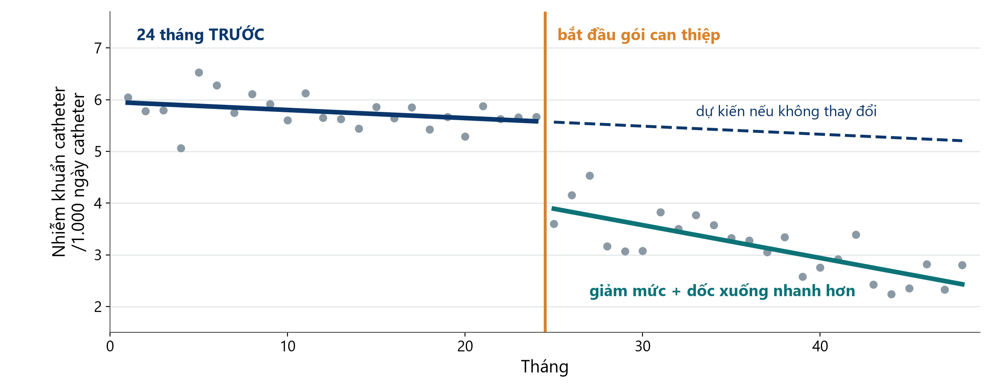 24 tháng TRƯỚC
bắt đầu gói can thiệp
dự kiến nếu không thay đổi
giảm mức + dốc xuống nhanh hơn
Nhiễm khuẩn catheter
/1.000 ngày catheter
7
6
5
4
3
2
0
10
20
30
40
Tháng